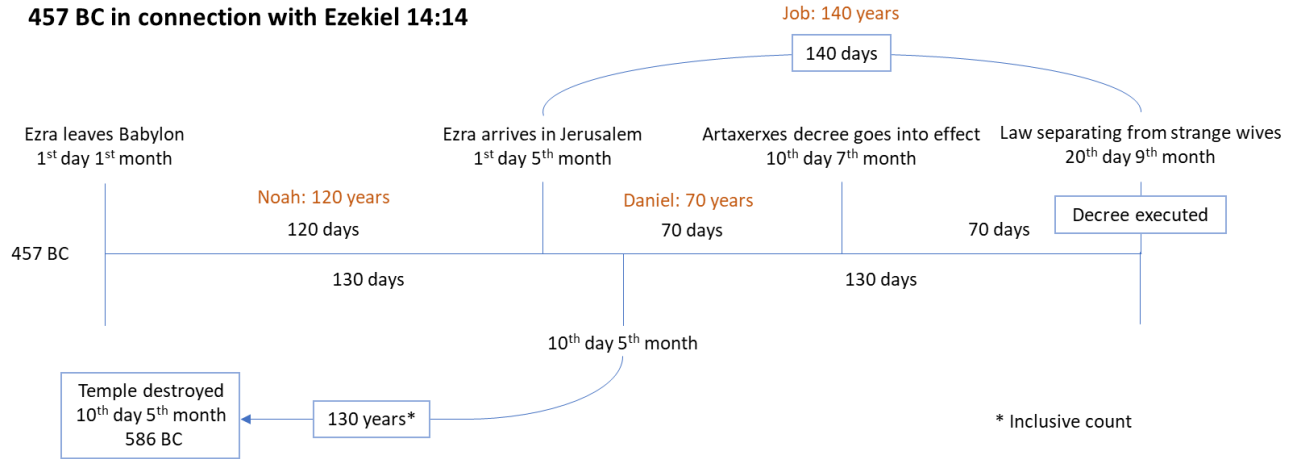 457 BC in connection with Ezekiel 14:14
Job: 140 years
140 days
Ezra leaves Babylon
1st day 1st month
Ezra arrives in Jerusalem
1st day 5th month
Artaxerxes decree goes into effect
10th day 7th month
Law separating from strange wives
20th day 9th month
Noah: 120 years
120 days
Daniel: 70 years
70 days
70 days
Decree executed
457 BC
130 days
130 days
10th day 5th month
Temple destroyed
10th day 5th month
586 BC
130 years*
* Inclusive count